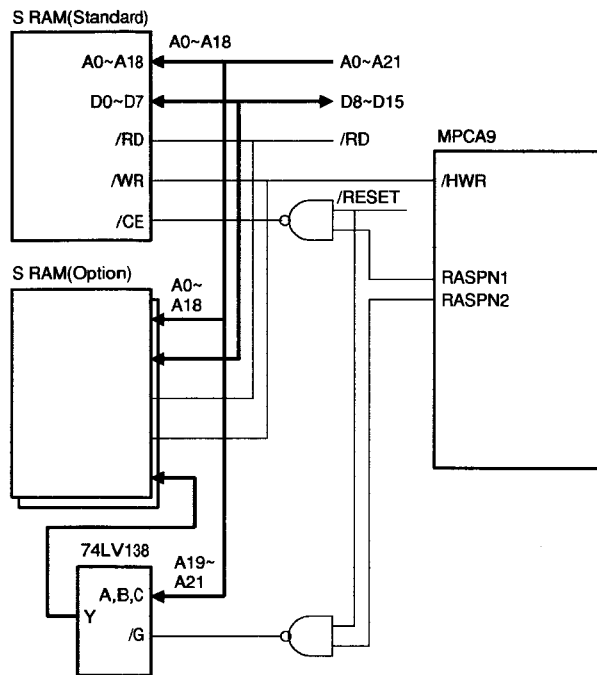 S RAM(Standard)
A0~A18
A0~A18
A0~A21
D0~D7
D8~D15
/RD
/RD
MPCA9
/WR
/HWR
/RESET
/CE
S RAM(Option)
A0~
A18
RASPN1
RASPN2
74LV138
A19~
A21
A,B,C
Y
/G